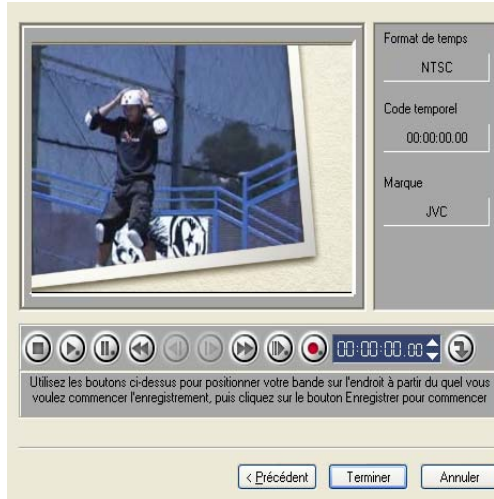 Format de temps
NTSC
Code temporel
00:00:00.00
Marque
JVC
00:00:00.00
Utilisez les boutons ci-dessus pour positionner votre bande sur l'endroit à partir du quel vous
voulez commencer l'enregistrement, puis cliquez sur le bouton Enregistrer pour commencer
< Précédent
Terminer
Annuler